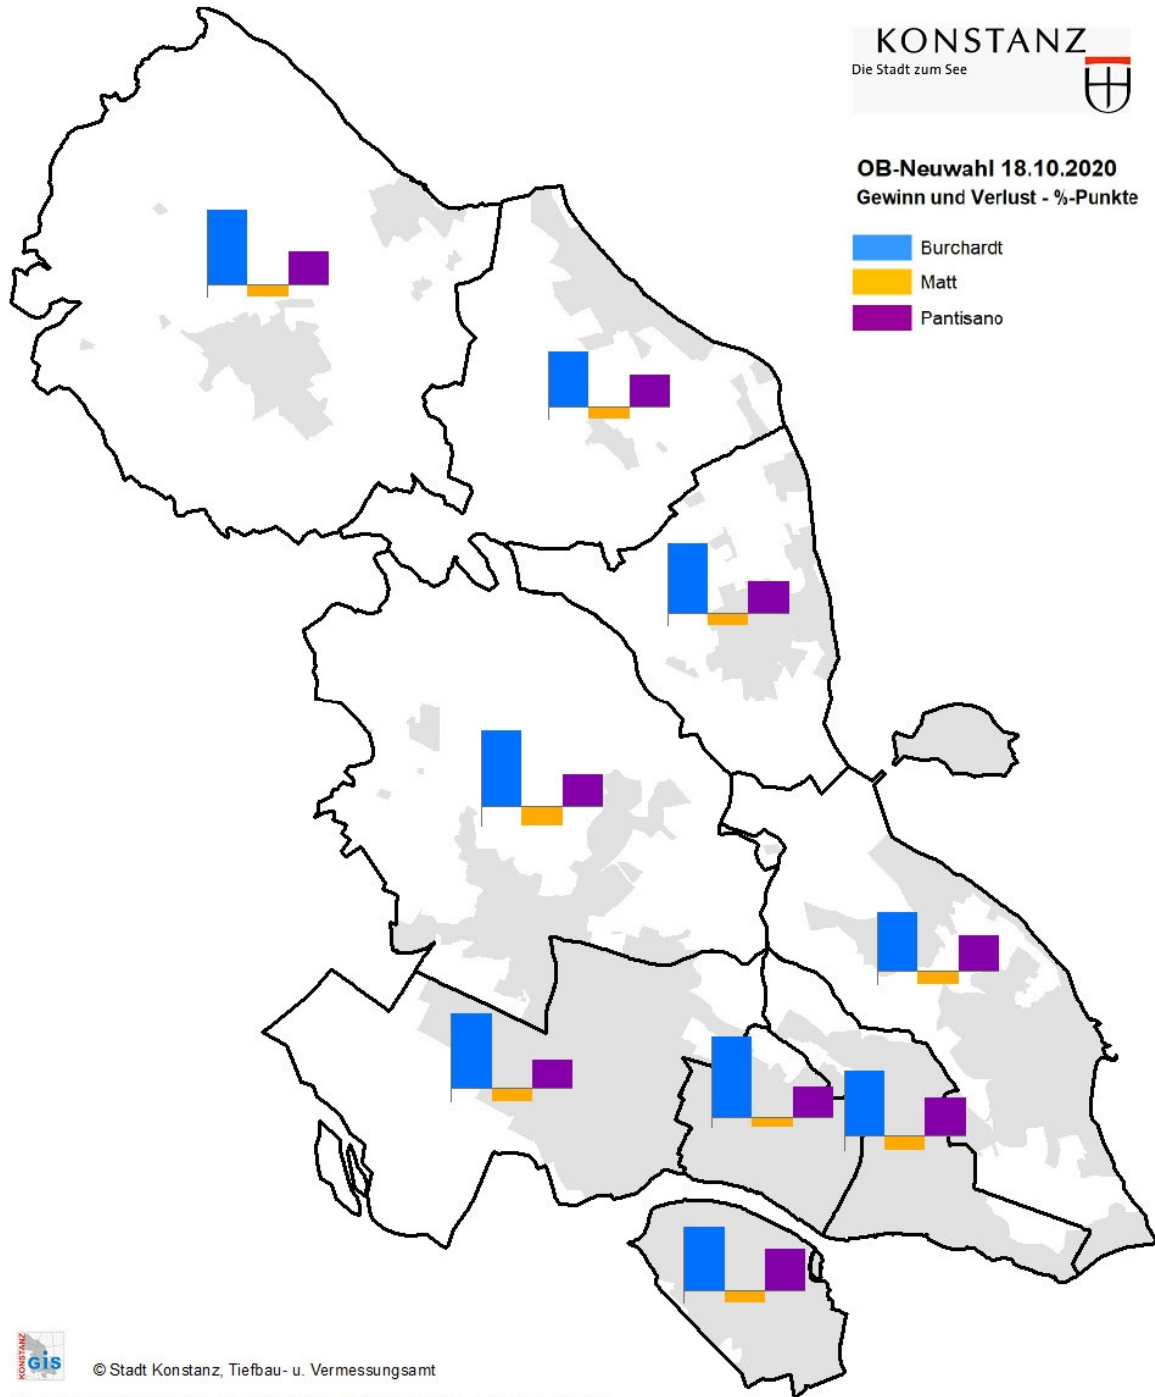 KONSTANZ
Die Stadt zum See
OB-Neuwahl 18.10.2020
Gewinn und Verlust - %-Punkte
Burchardt
Matt
Pantisano
KONSTANZ
GIS
© Stadt Konstanz, Tiefbau- u. Vermessungsamt